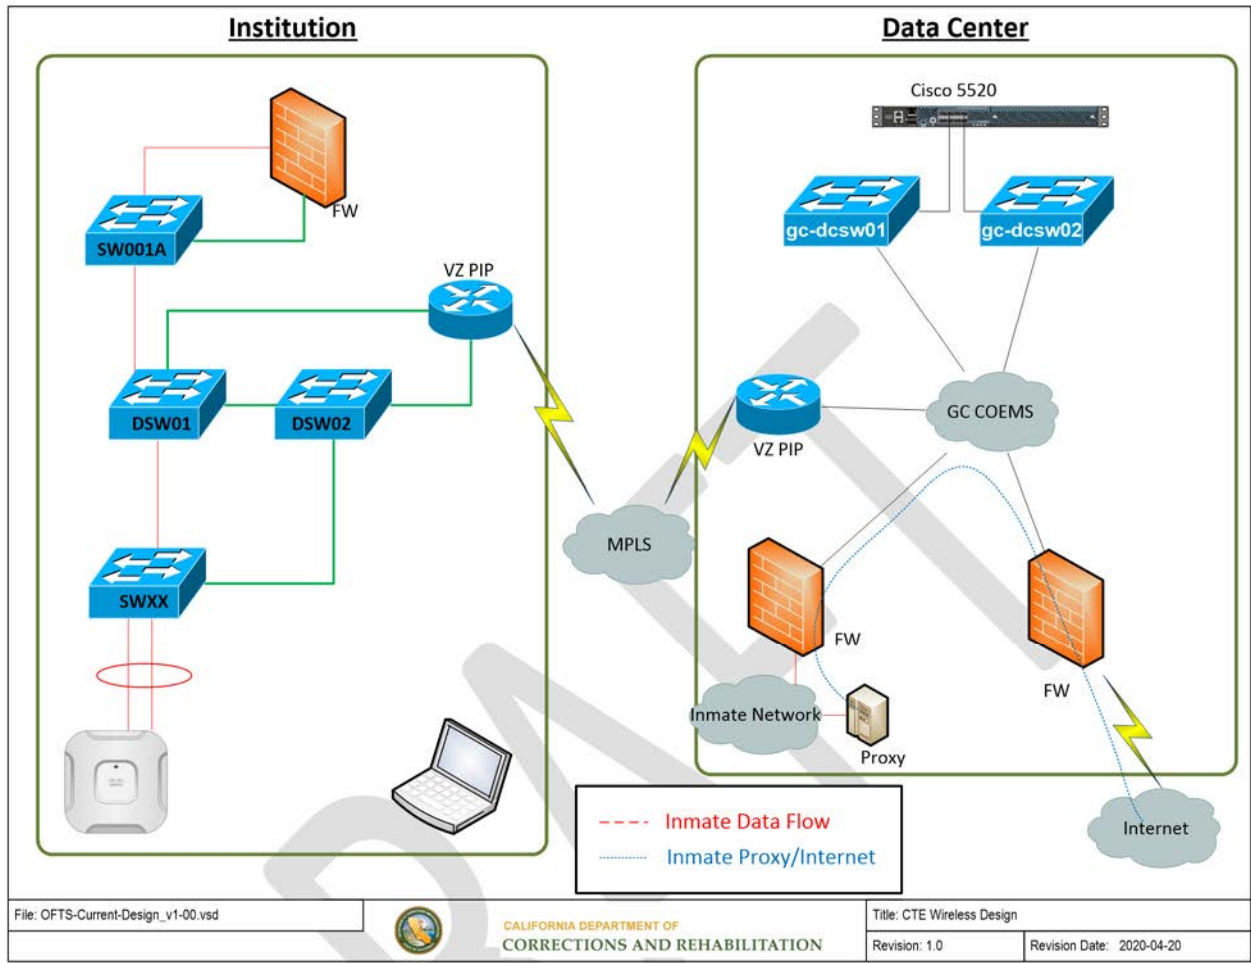 Institution
Data Center
Cisco 5520
FW
SW001A
gc-dcsw01
gc-dcsw02
VZ PIP
DSW01
DSW02
VZ PIP
GC COEMS
MPLS
SWXX
FW
FW
Inmate Network
Proxy
Inmate Data Flow
Inmate Proxy/Internet
Internet
DRAFT
File: OFTS-Current-Design_v1-00.vsd
CALIFORNIA DEPARTMENT OF
CORRECTIONS AND REHABILITATION
Title: CTE Wireless Design
Revision: 1.0
Revision Date: 2020-04-20